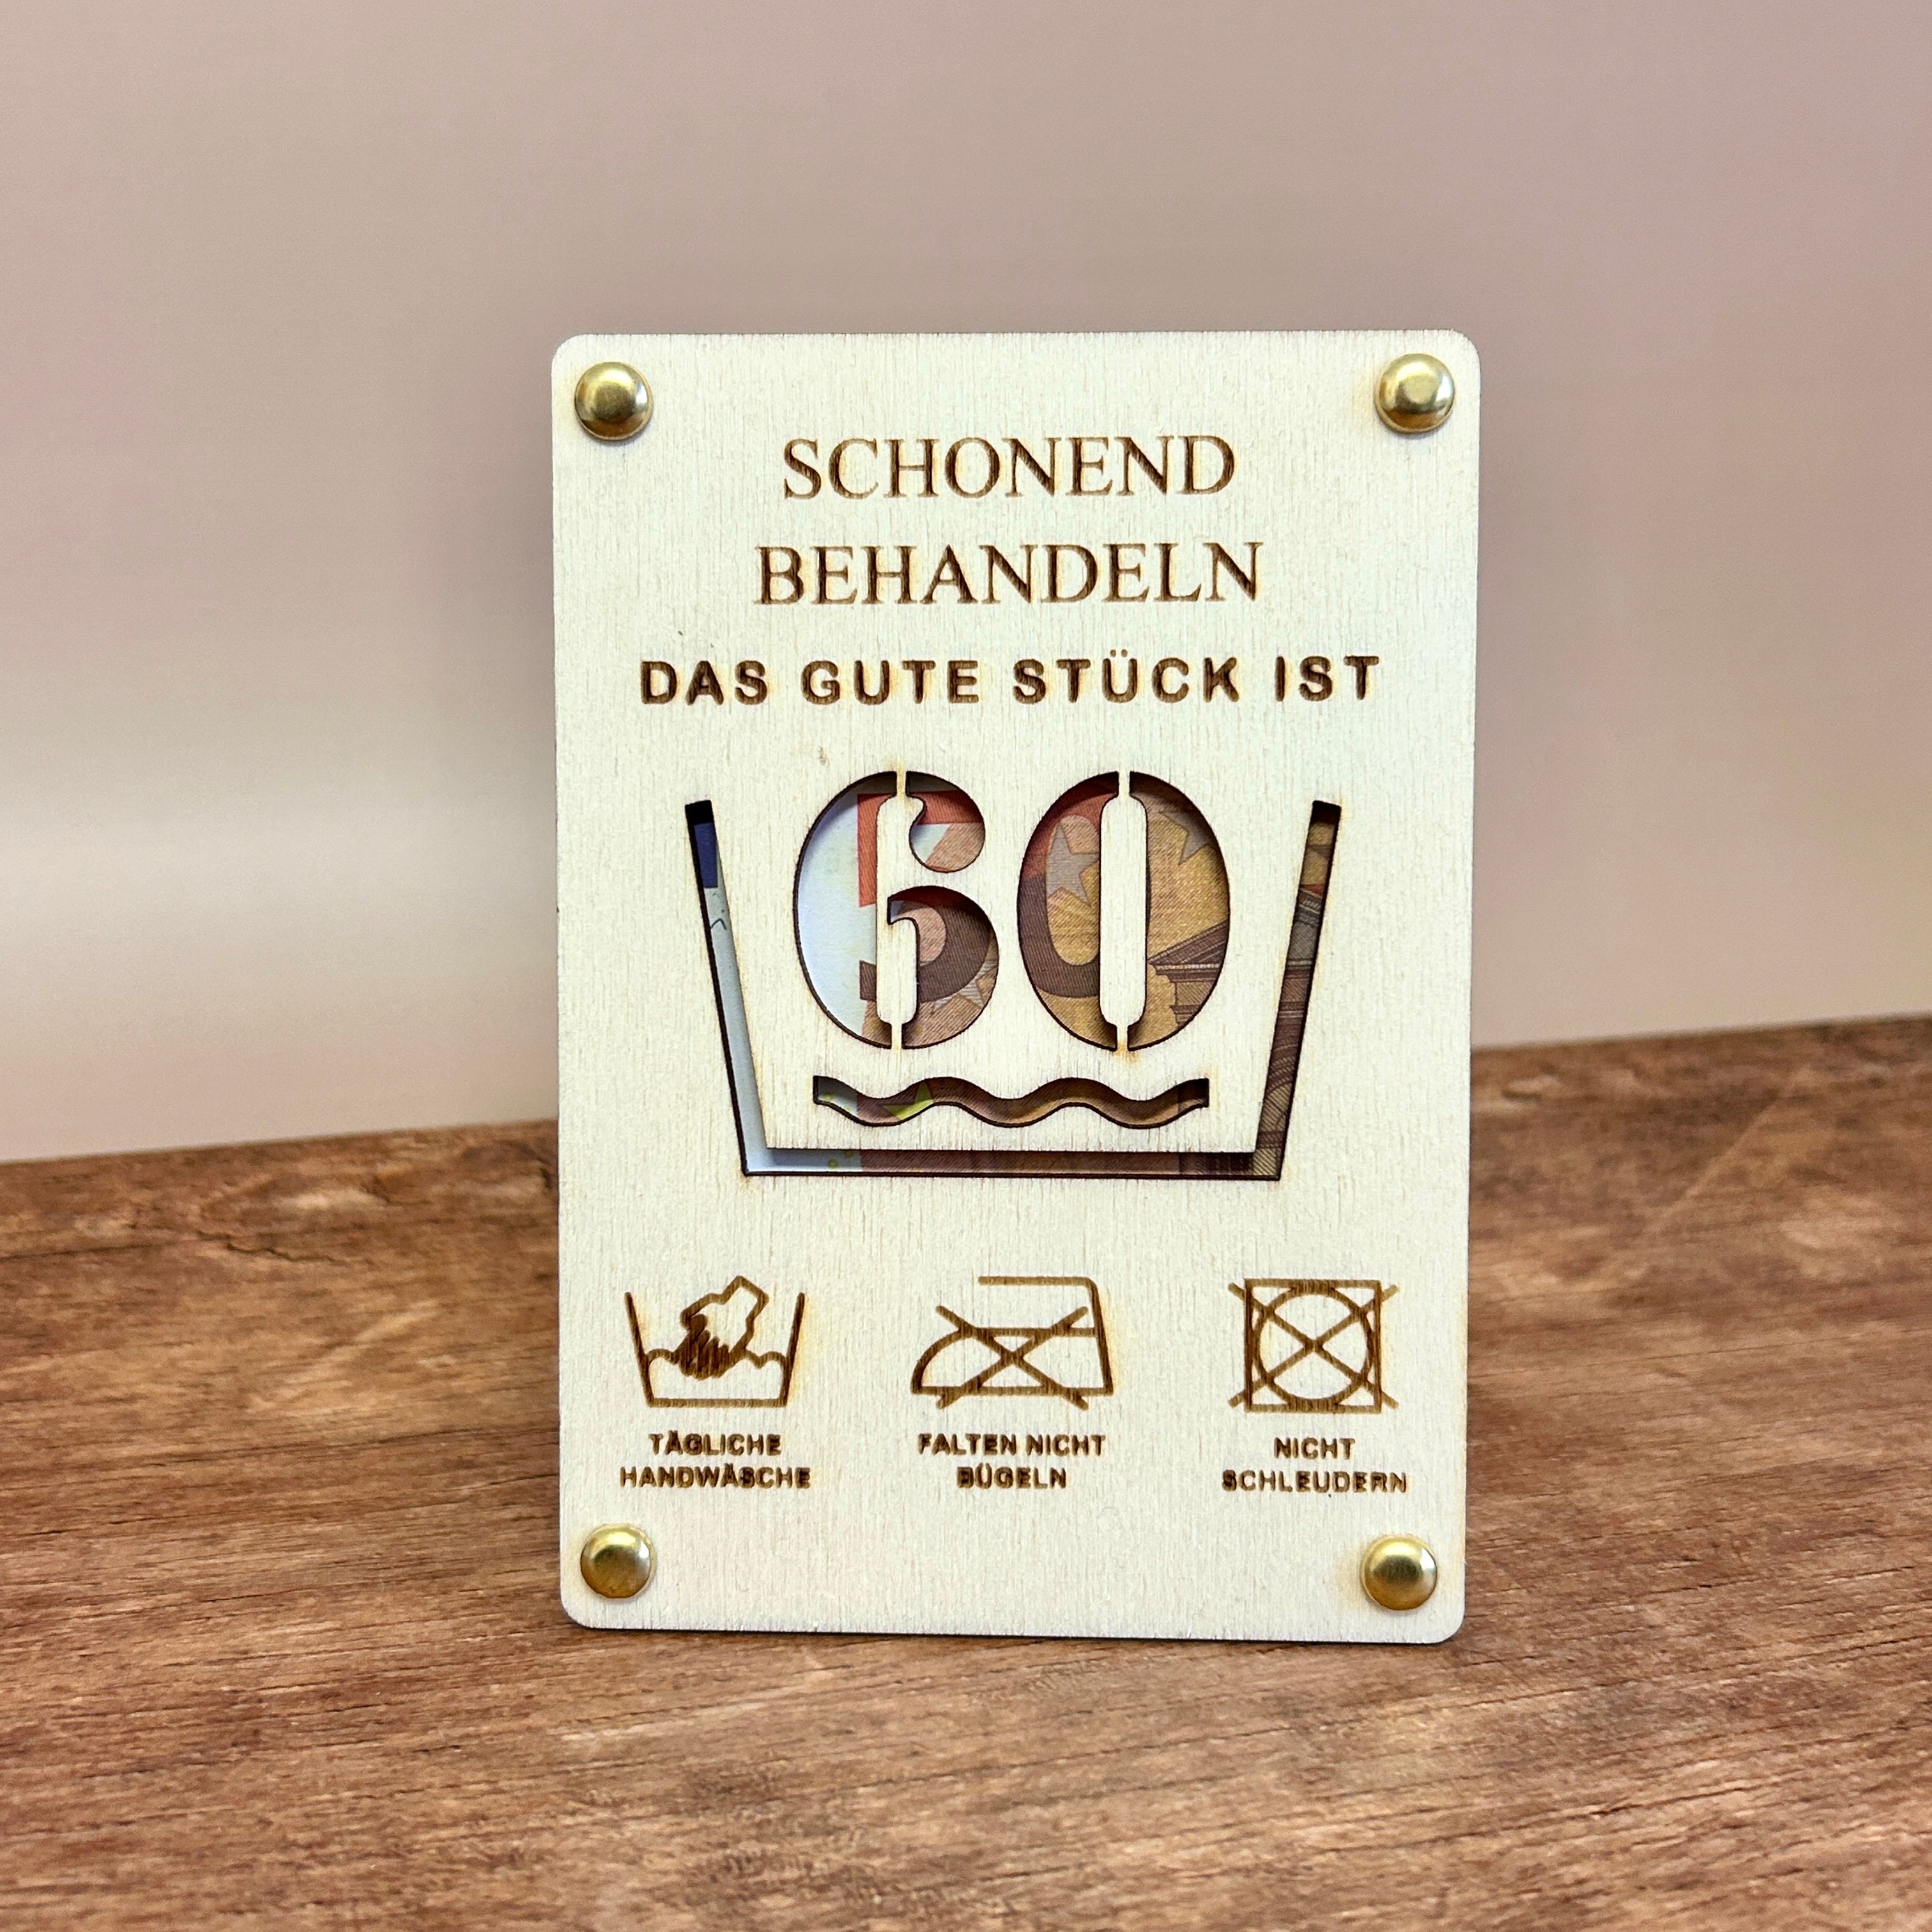 SCHONEND
BEHANDELN
DAS GUTE STÜCK IST
60
TÄGLICHE
HANDWÄSCHE
FALTEN NICHT
BÜGELN
NICHT
SCHLEUDERN